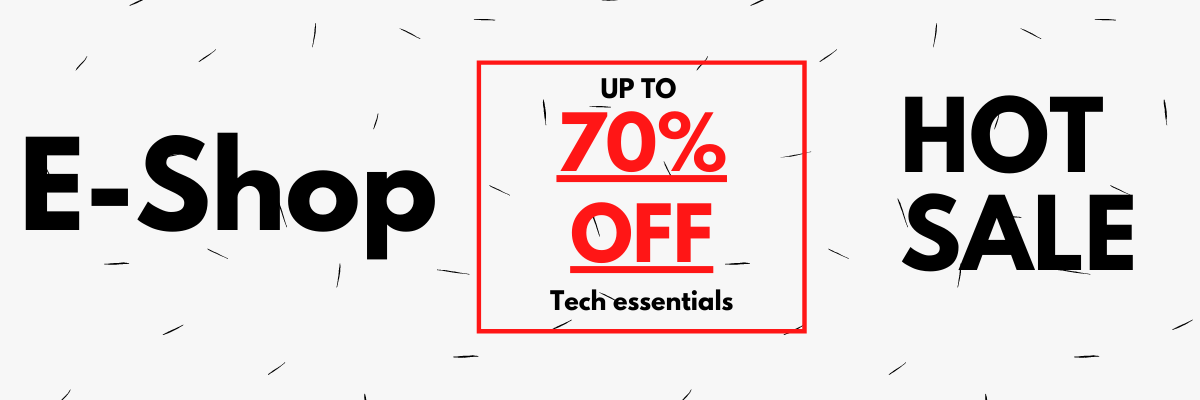 E-Shop
UP TO
70%
OFF
Tech essentials
HOT
SALE